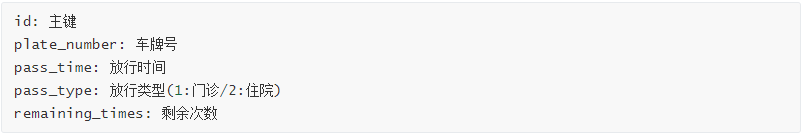 id: 主键
plate_number: 车牌号
pass_time: 放行时间
pass_type: 放行类型(1:门诊/2:住院)
remaining_times: 剩余次数